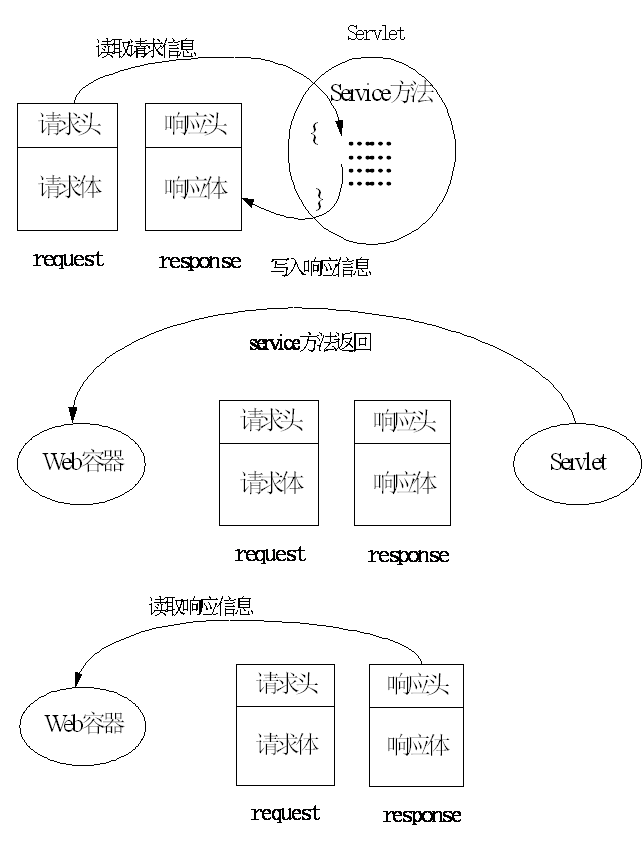 Servlet
读取请求信息
Service方法
请求头
响应头
{
请求体
响应体
}
request
response
写入响应信息
service方法返回
请求头
响应头
Web容器
请求体
响应体
Servlet
request
response
读取响应信息
请求头
响应头
Web容器
请求体
响应体
request
response